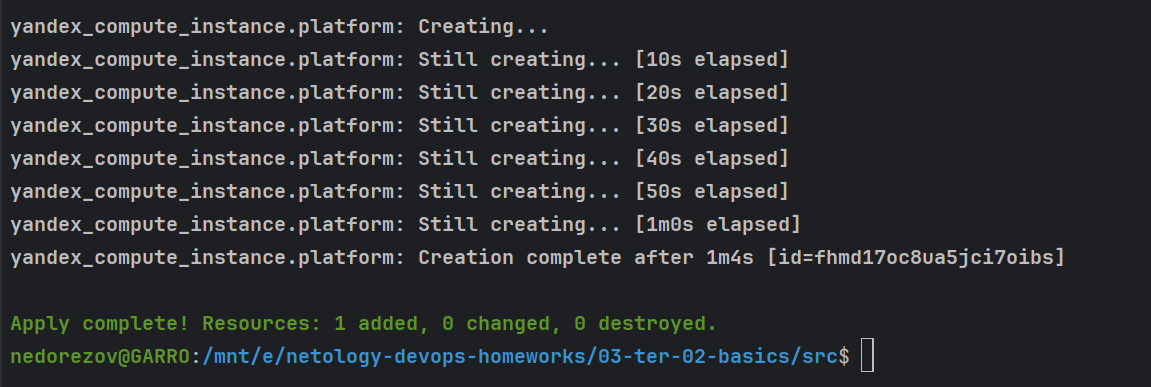 yandex_compute_instance.platform: Creating...
yandex_compute_instance.platform: Still creating... [10s elapsed]
yandex_compute_instance.platform: Still creating... [20s elapsed]
yandex_compute_instance.platform: Still creating... [30s elapsed]
yandex_compute_instance.platform: Still creating... [40s elapsed]
yandex_compute_instance.platform: Still creating... [50s elapsed]
yandex_compute_instance.platform: Still creating... [1m0s elapsed]
yandex_compute_instance.platform: Creation complete after 1m4s [id=fhmd17oc8ua5jci7oibs]
Apply complete! Resources: 1 added, 0 changed, 0 destroyed.
nedorezov@GARRO:/mnt/e/netology-devops-homeworks/03-ter-02-basics/src$